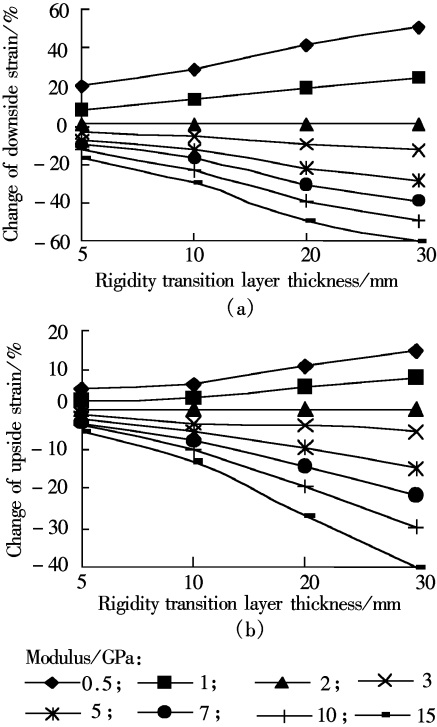 Change of downside strain/%
60
40
20
0
-20
-40
-60
5
10
20
30
Rigidity transition layer thickness/mm
(a)
Change of upside strain/%
20
10
0
-10
-20
-30
-40
5
10
20
30
Rigidity transition layer thickness/mm
(b)
Modulus/GPa:
0.5; 1; 2; 3
5; 7; 10; 15